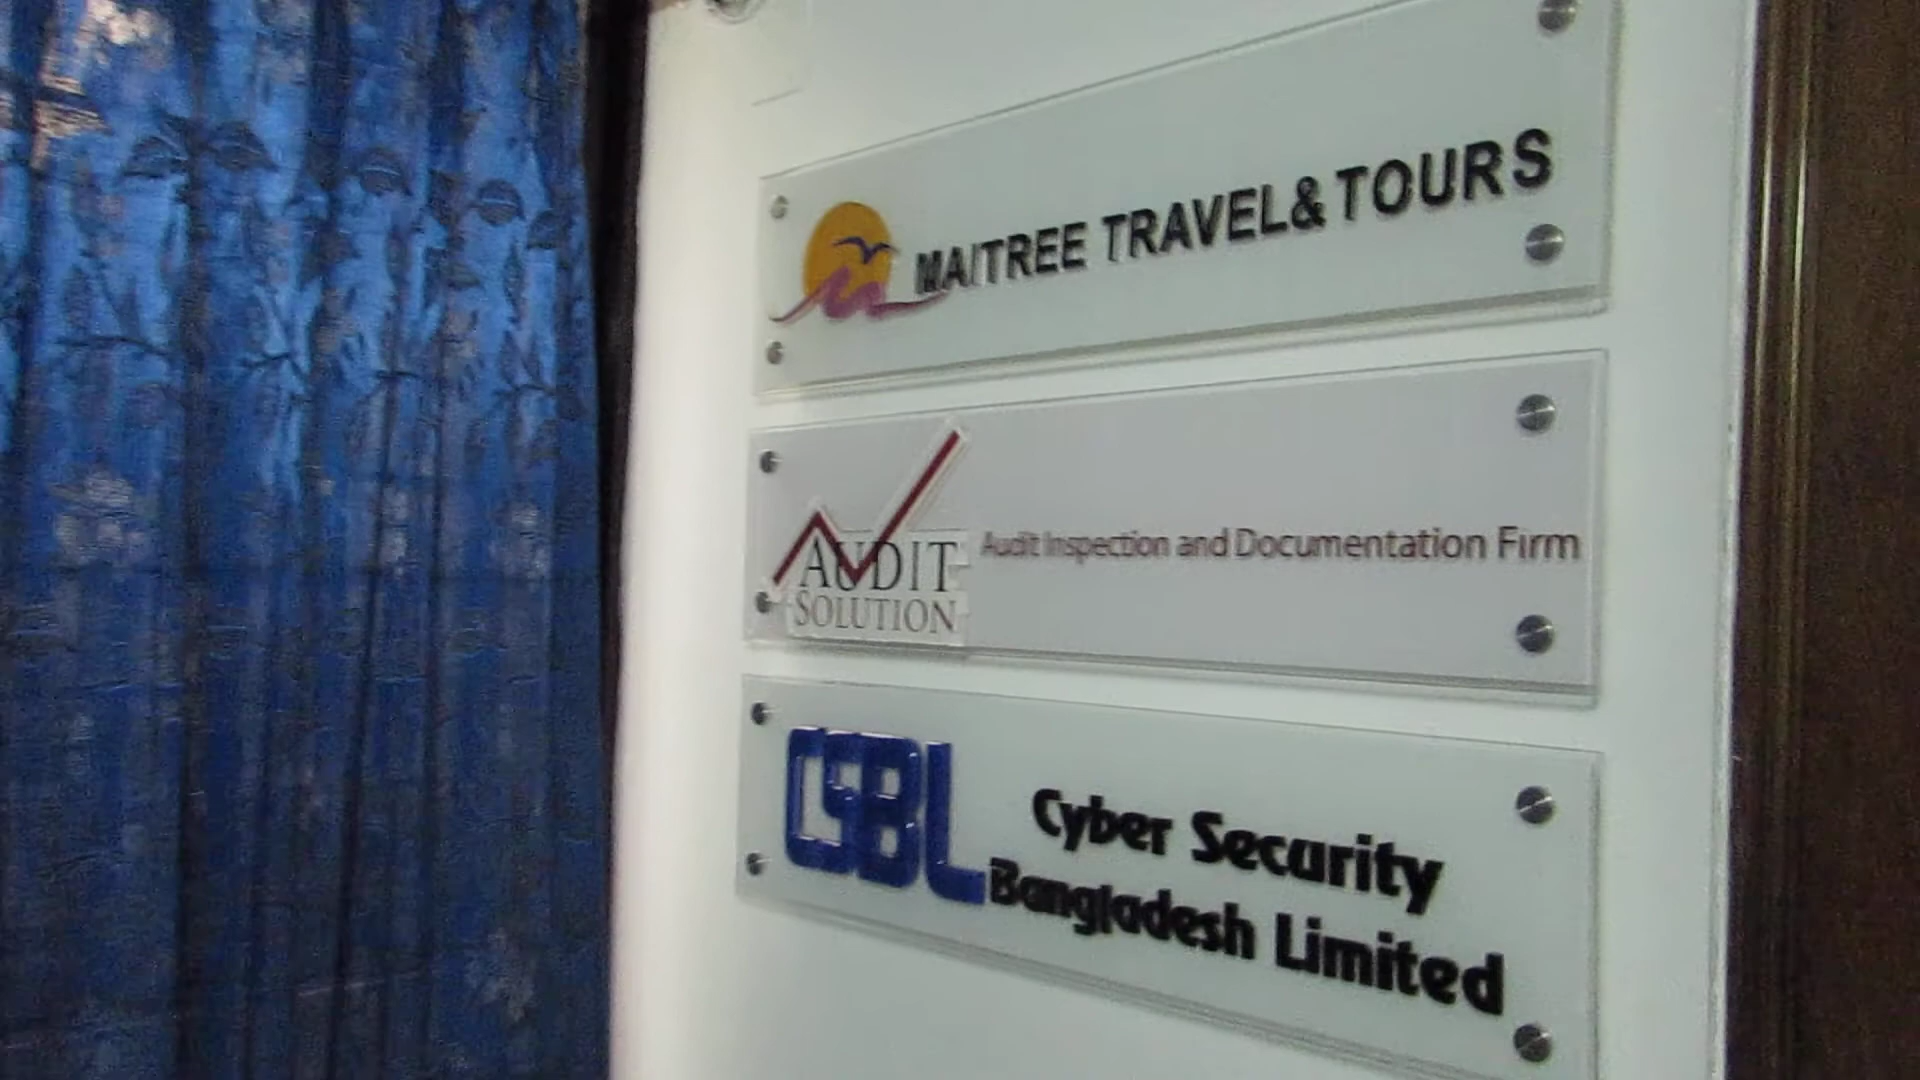 MAITREE TRAVEL&TOURS
AUDIT
SOLUTION
Audit Inspection and Documentation Firm
CSBL
Cyber Security
Bangladesh Limited